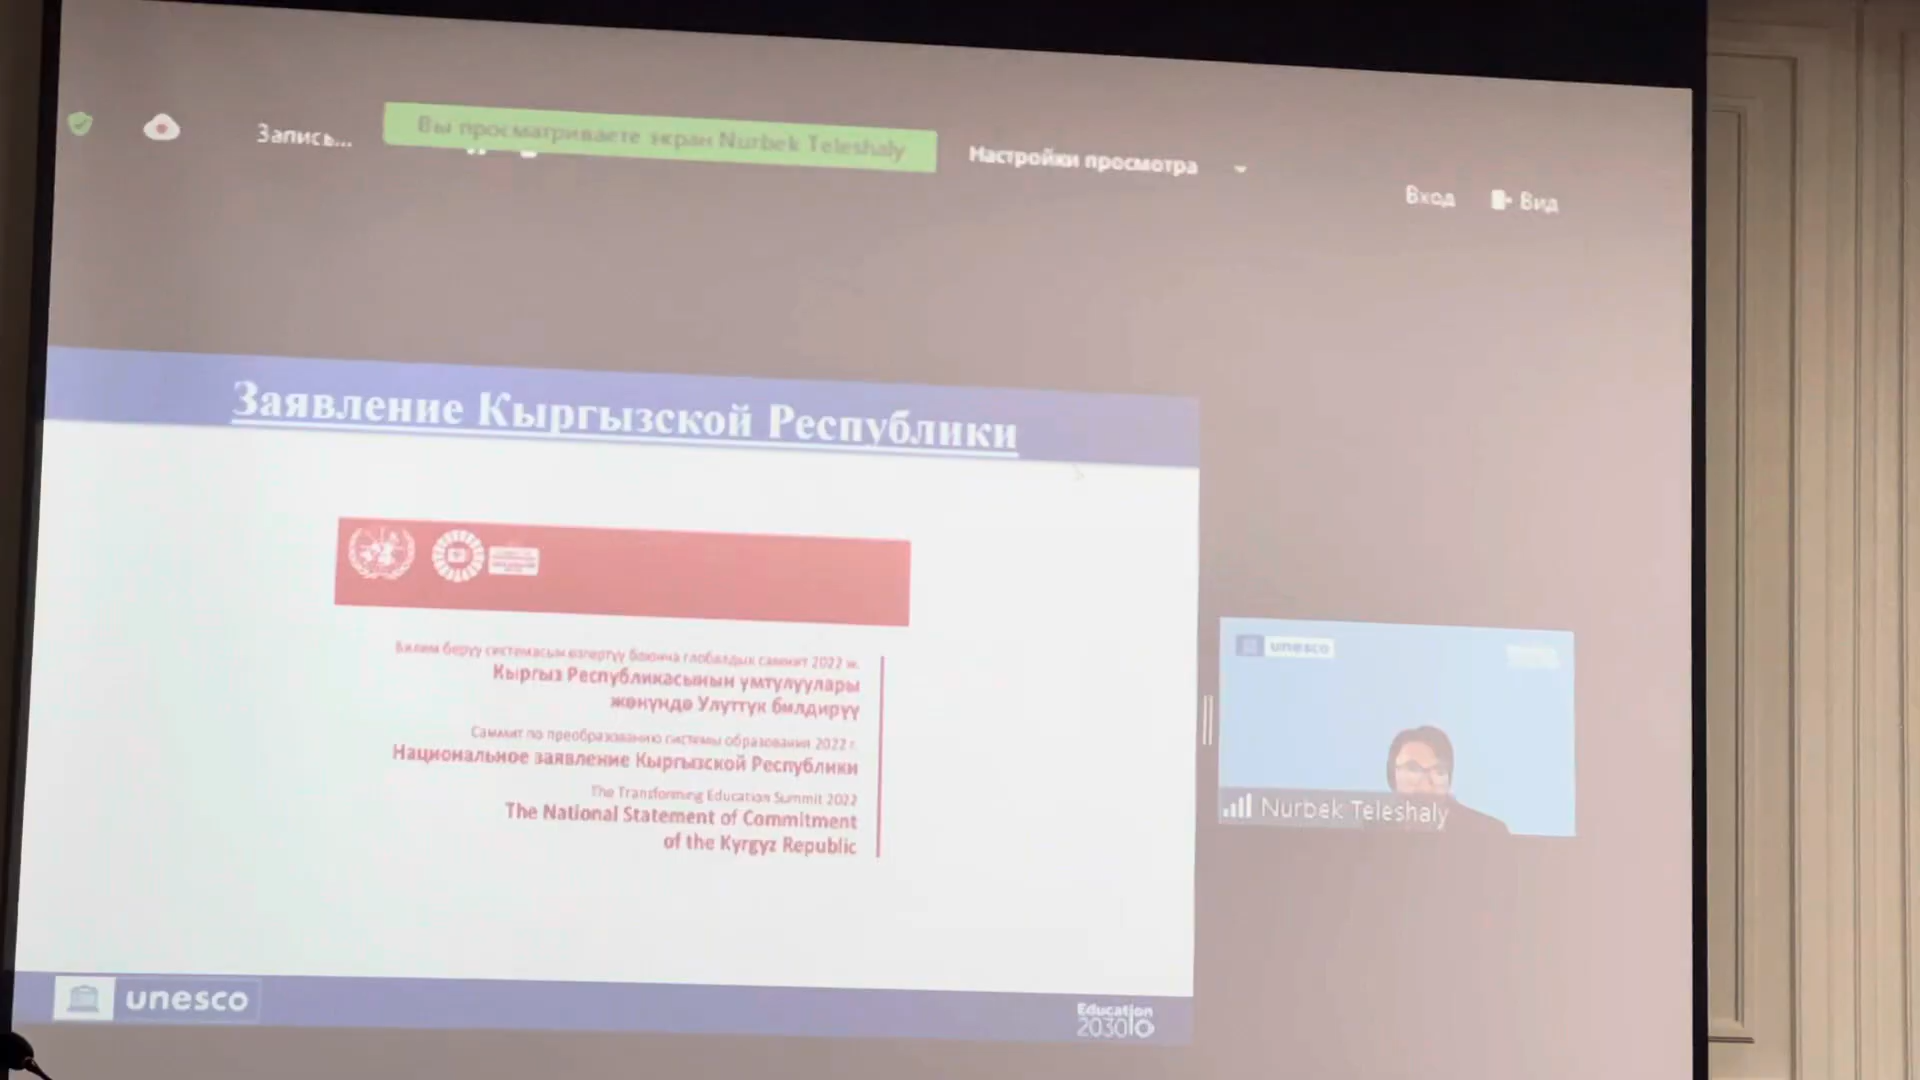 Запись...
Вы просматриваете экран Nurbek Teleshaly
Настройки просмотра
Вход
Вид
Заявление Кыргызской Республики
Билим берүү системасын өзгөртүү боюнча глобалдык саммит 2022 ж.
Кыргыз Республикасынын умтулуулары
жөнүндө Улуттук билдирүү
Саммит по преобразованию системы образования 2022 г.
Национальное заявление Кыргызской Республики
The Transforming Education Summit 2022
The National Statement of Commitment
of the Kyrgyz Republic
unesco
Nurbek Teleshaly
unesco
Education
2030